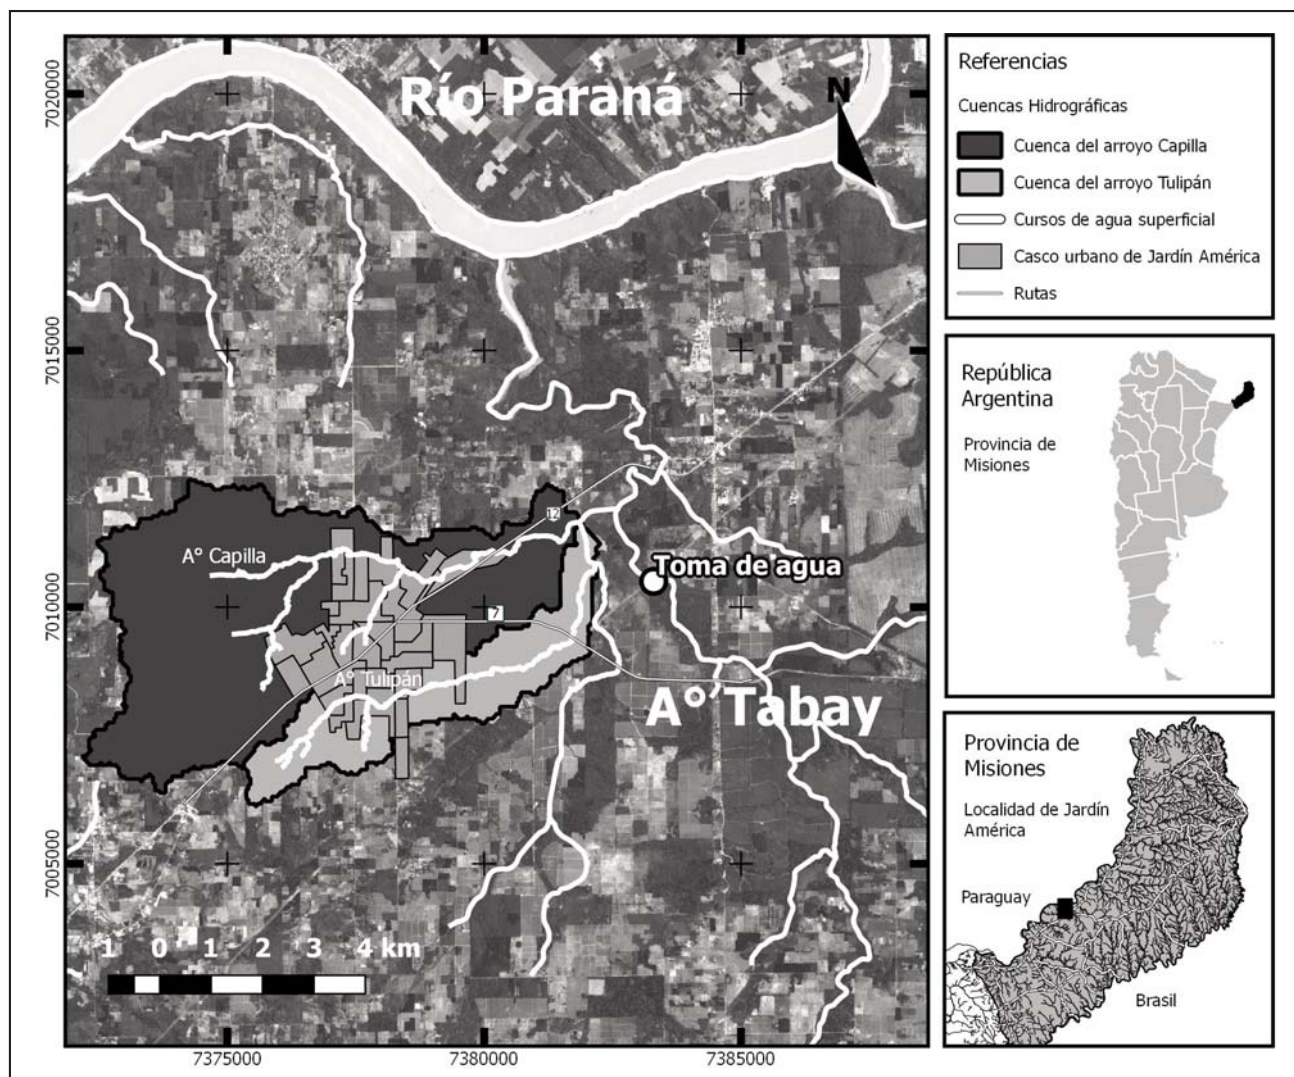 Río Paraná
N
7020000
7015000
7010000
7005000
A° Capilla
12
Toma de agua
7
A° Tulipán
A° Tabay
1 0 1 2 3 4 km
7375000
7380000
7385000
Referencias
Cuencas Hidrográficas
Cuenca del arroyo Capilla
Cuenca del arroyo Tulipán
Cursos de agua superficial
Casco urbano de Jardín América
Rutas
República
Argentina
Provincia de
Misiones
Provincia de
Misiones
Localidad de Jardín
América
Paraguay
Brasil